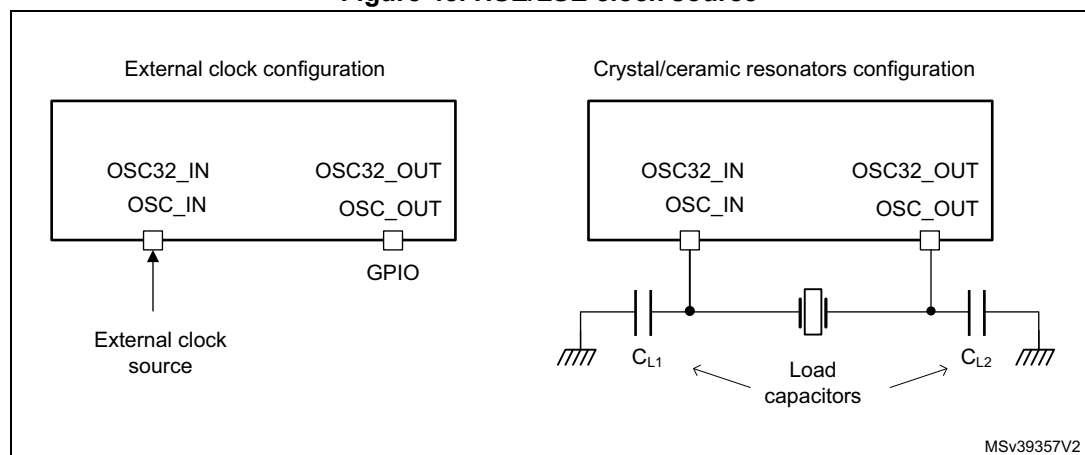 Figure HSE/LSE clock source
External clock configuration
OSC32_IN OSC32_OUT
OSC_IN OSC_OUT
GPIO
External clock
source
Crystal/ceramic resonators configuration
OSC32_IN OSC32_OUT
OSC_IN OSC_OUT
CL1
Load
capacitors
CL2
MSv39357V2